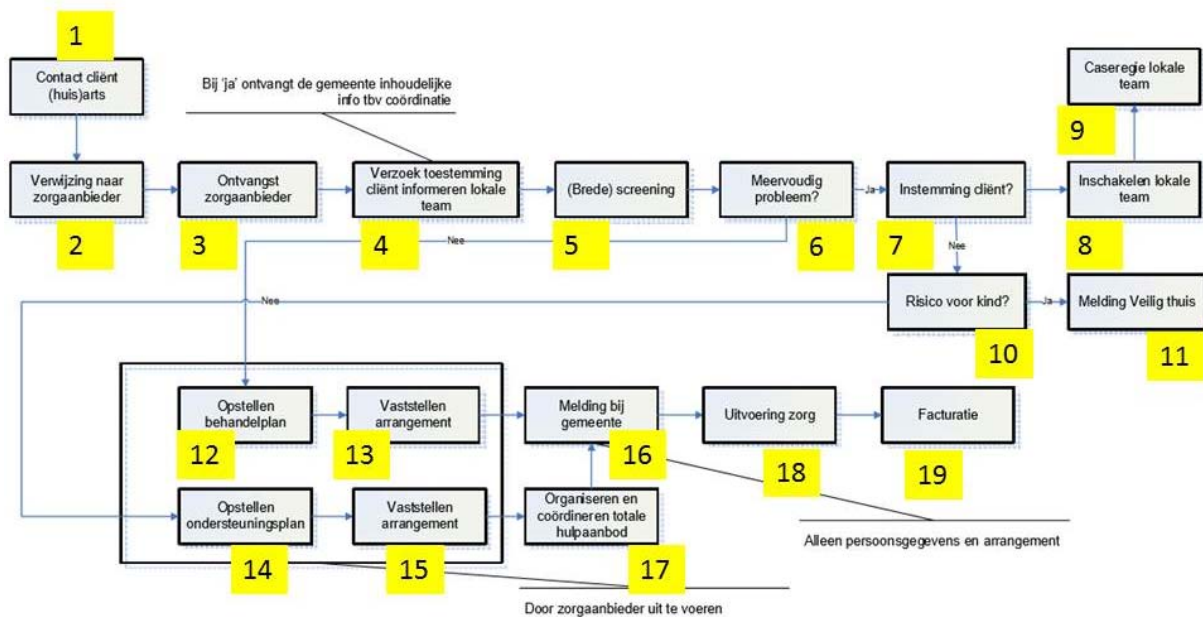 1
Contact cliënt
(huis)arts
Bij 'ja' ontvangt de gemeente inhoudelijke
info tbv coördinatie
Caseregie lokale
team
9
Verwijzing naar
zorgaanbieder
2
Ontvangst
zorgaanbieder
3
Verzoek toestemming
cliënt informeren lokale
team
4
(Brede) screening
5
Meervoudig
probleem?
6
Ja
Nee
Instemming cliënt?
7
Nee
Inschakelen lokale
team
8
Risico voor kind?
10
Ja
Nee
Melding Veilig thuis
11
Opstellen
behandelplan
12
Vaststellen
arrangement
13
Melding bij
gemeente
16
Uitvoering zorg
18
Facturatie
19
Opstellen
ondersteuningsplan
14
Vaststellen
arrangement
15
Organiseren en
coördineren totale
hulpaanbod
17
Alleen persoonsgegevens en arrangement
Door zorgaanbieder uit te voeren